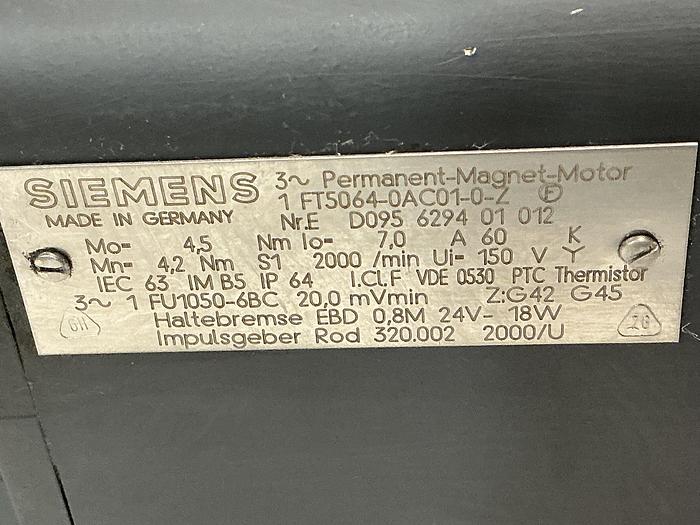 SIEMENS 3~ Permanent-Magnet-Motor
1 FT5064-0AC01-0-Z F
MADE IN GERMANY Nr.E D095 6294 01 012
Mo= 4,5 Nm Io= 7,0 A 60 K
Mn= 4,2 Nm S1 2000 /min Ui= 150 V Y
IEC 63 IM B5 IP 64 I.Cl.F VDE 0530 PTC Thermistor
3~ 1 FU1050-6BC 20,0 mVmin Z:G42 G45
Haltebremse EBD 0,8M 24V= 18W
Impulsgeber Rod 320.002 2000/U